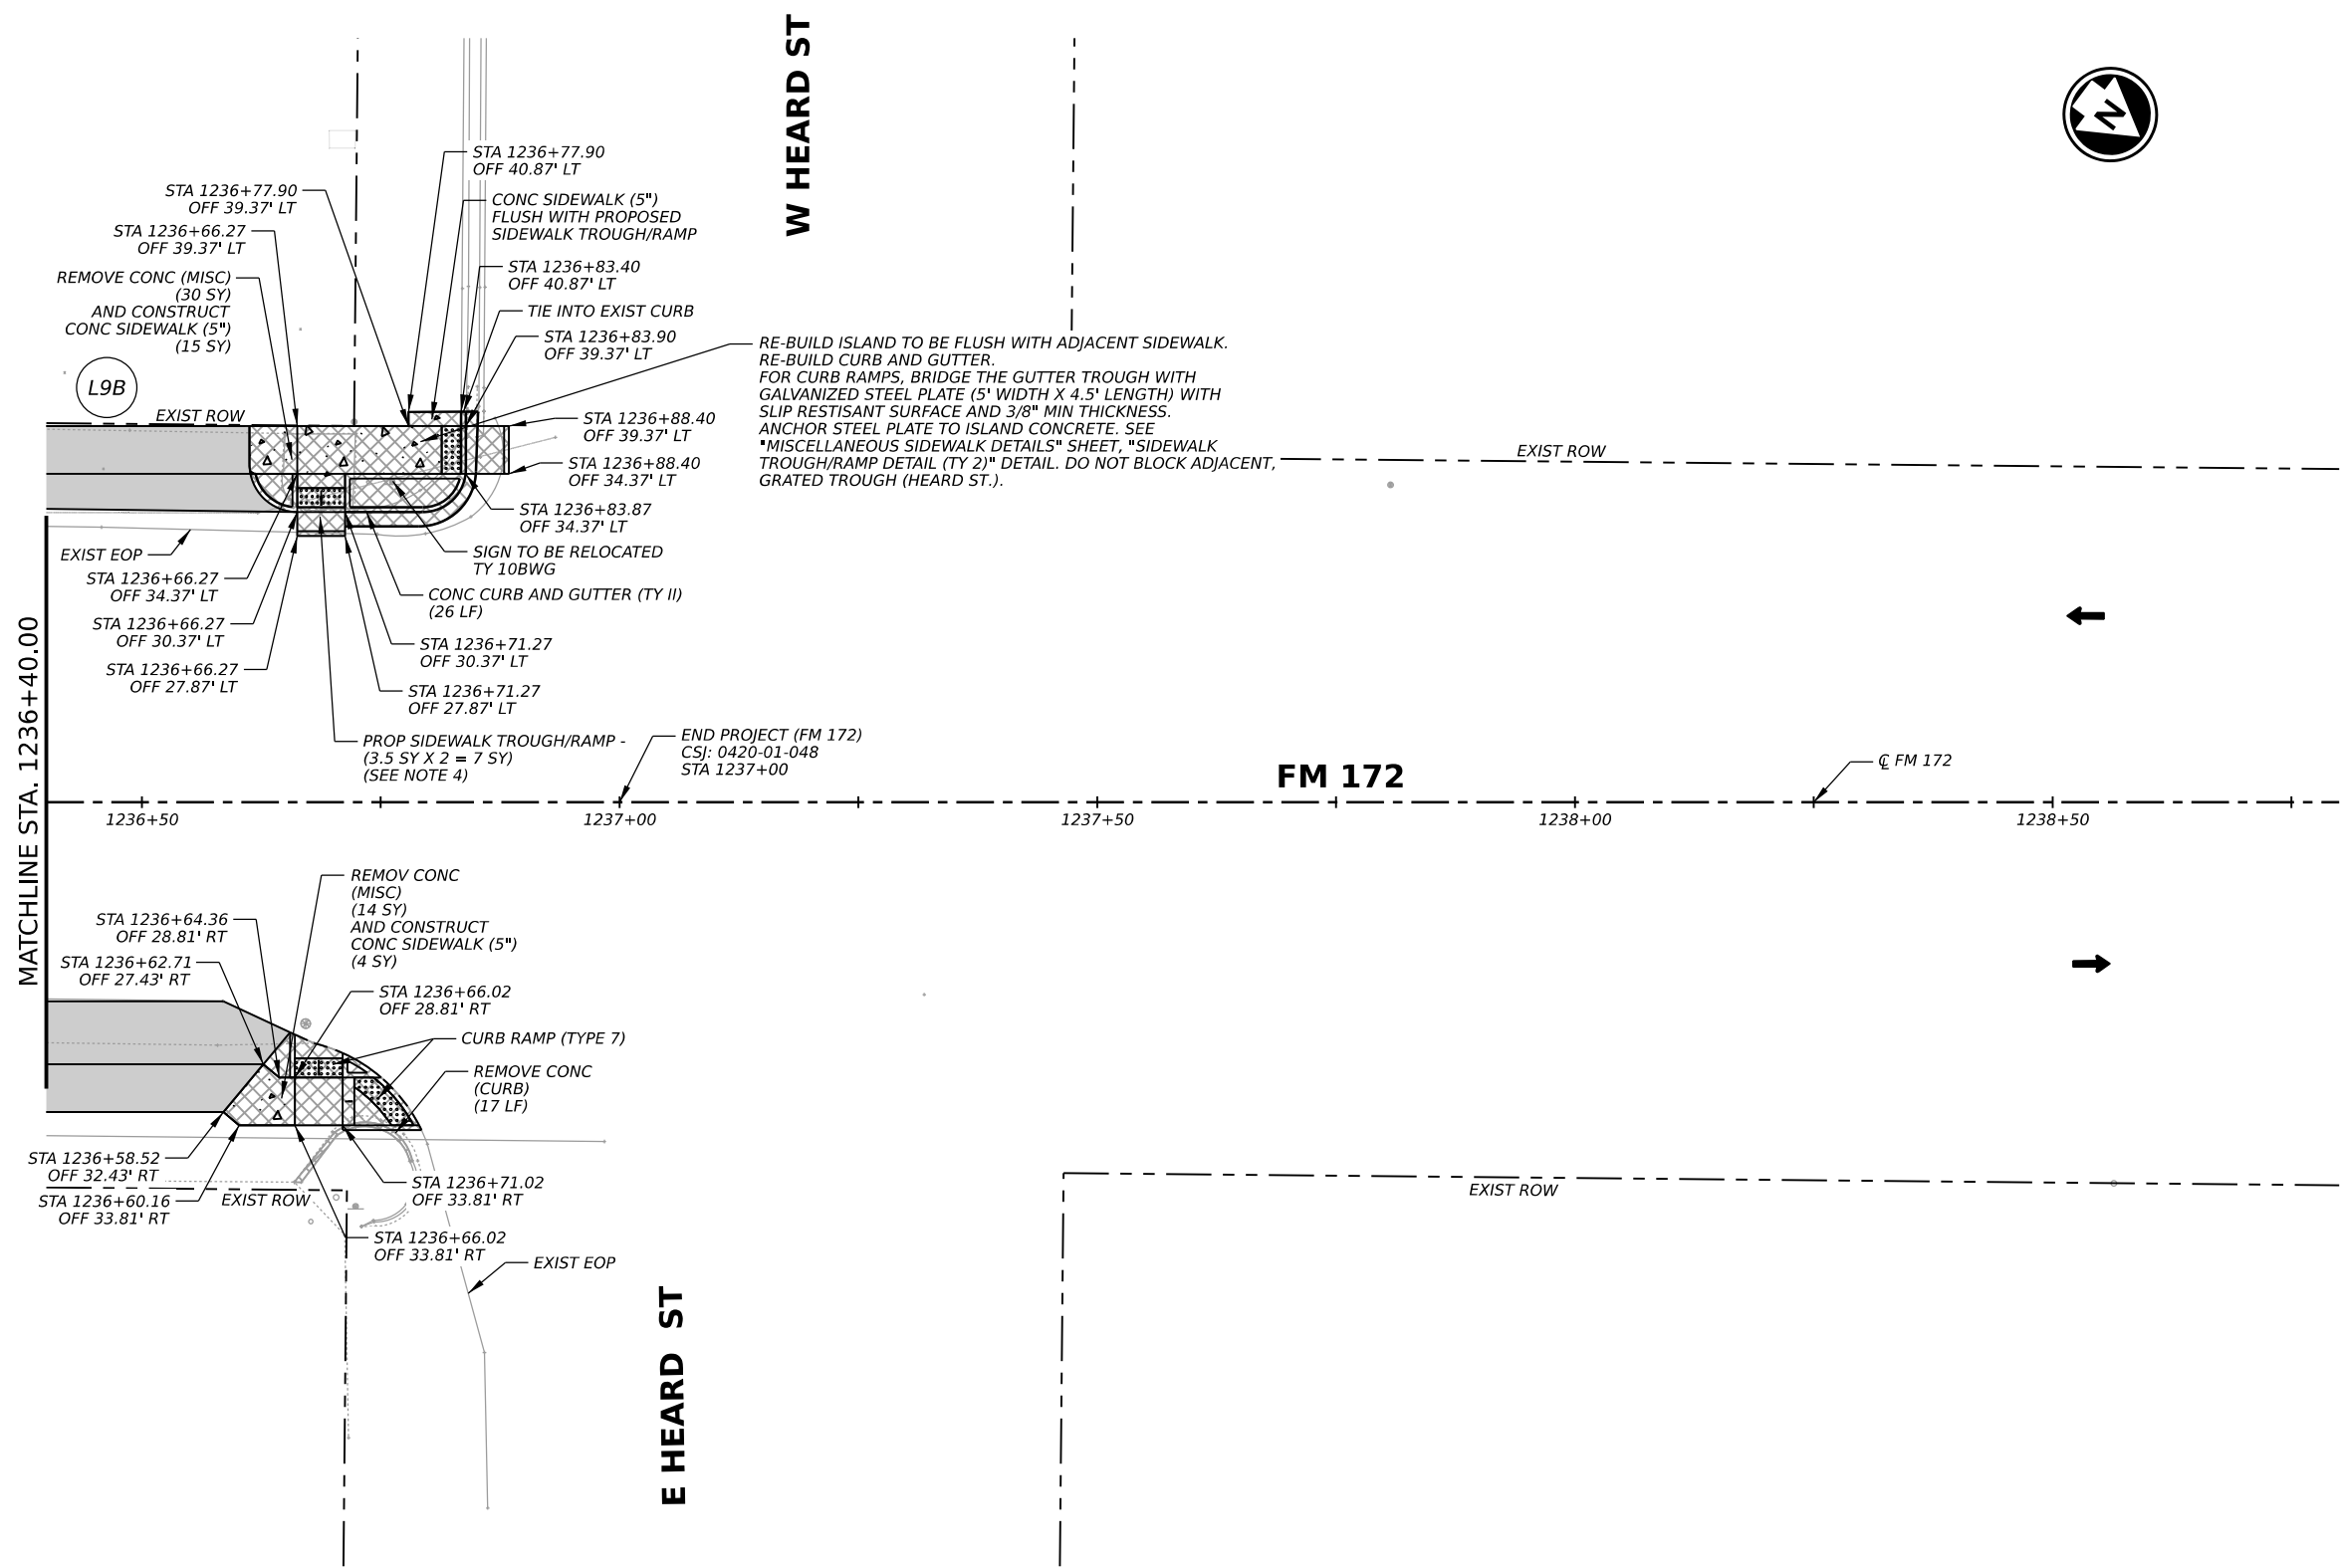 W HEARD ST
N
STA 1236+77.90
OFF 40.87' LT
STA 1236+77.90
OFF 39.37' LT
CONC SIDEWALK (5")
FLUSH WITH PROPOSED
SIDEWALK TROUGH/RAMP
STA 1236+66.27
OFF 39.37' LT
STA 1236+83.40
OFF 40.87' LT
REMOVE CONC (MISC)
(30 SY)
AND CONSTRUCT
CONC SIDEWALK (5")
(15 SY)
TIE INTO EXIST CURB
STA 1236+83.90
OFF 39.37' LT
RE-BUILD ISLAND TO BE FLUSH WITH ADJACENT SIDEWALK.
RE-BUILD CURB AND GUTTER.
FOR CURB RAMPS, BRIDGE THE GUTTER TROUGH WITH
GALVANIZED STEEL PLATE (5' WIDTH X 4.5' LENGTH) WITH
SLIP RESTISANT SURFACE AND 3/8" MIN THICKNESS.
ANCHOR STEEL PLATE TO ISLAND CONCRETE. SEE
"MISCELLANEOUS SIDEWALK DETAILS" SHEET, "SIDEWALK
TROUGH/RAMP DETAIL (TY 2)" DETAIL. DO NOT BLOCK ADJACENT,
GRATED TROUGH (HEARD ST.).
L9B
EXIST ROW
STA 1236+88.40
OFF 39.37' LT
STA 1236+88.40
OFF 34.37' LT
EXIST ROW
STA 1236+83.87
OFF 34.37' LT
EXIST EOP
SIGN TO BE RELOCATED
TY 10BWG
STA 1236+66.27
OFF 34.37' LT
CONC CURB AND GUTTER (TY II)
(26 LF)
STA 1236+66.27
OFF 30.37' LT
STA 1236+71.27
OFF 30.37' LT
STA 1236+66.27
OFF 27.87' LT
STA 1236+71.27
OFF 27.87' LT
PROP SIDEWALK TROUGH/RAMP -
(3.5 SY X 2 = 7 SY)
(SEE NOTE 4)
END PROJECT (FM 172)
CSJ: 0420-01-048
STA 1237+00
MATCHLINE STA. 1236+40.00
FM 172
℄ FM 172
1236+50
1237+00
1237+50
1238+00
1238+50
REMOV CONC
(MISC)
(14 SY)
AND CONSTRUCT
CONC SIDEWALK (5")
(4 SY)
STA 1236+64.36
OFF 28.81' RT
STA 1236+62.71
OFF 27.43' RT
STA 1236+66.02
OFF 28.81' RT
CURB RAMP (TYPE 7)
REMOVE CONC
(CURB)
(17 LF)
STA 1236+58.52
OFF 32.43' RT
STA 1236+60.16
OFF 33.81' RT
EXIST ROW
STA 1236+71.02
OFF 33.81' RT
EXIST ROW
STA 1236+66.02
OFF 33.81' RT
EXIST EOP
E HEARD ST